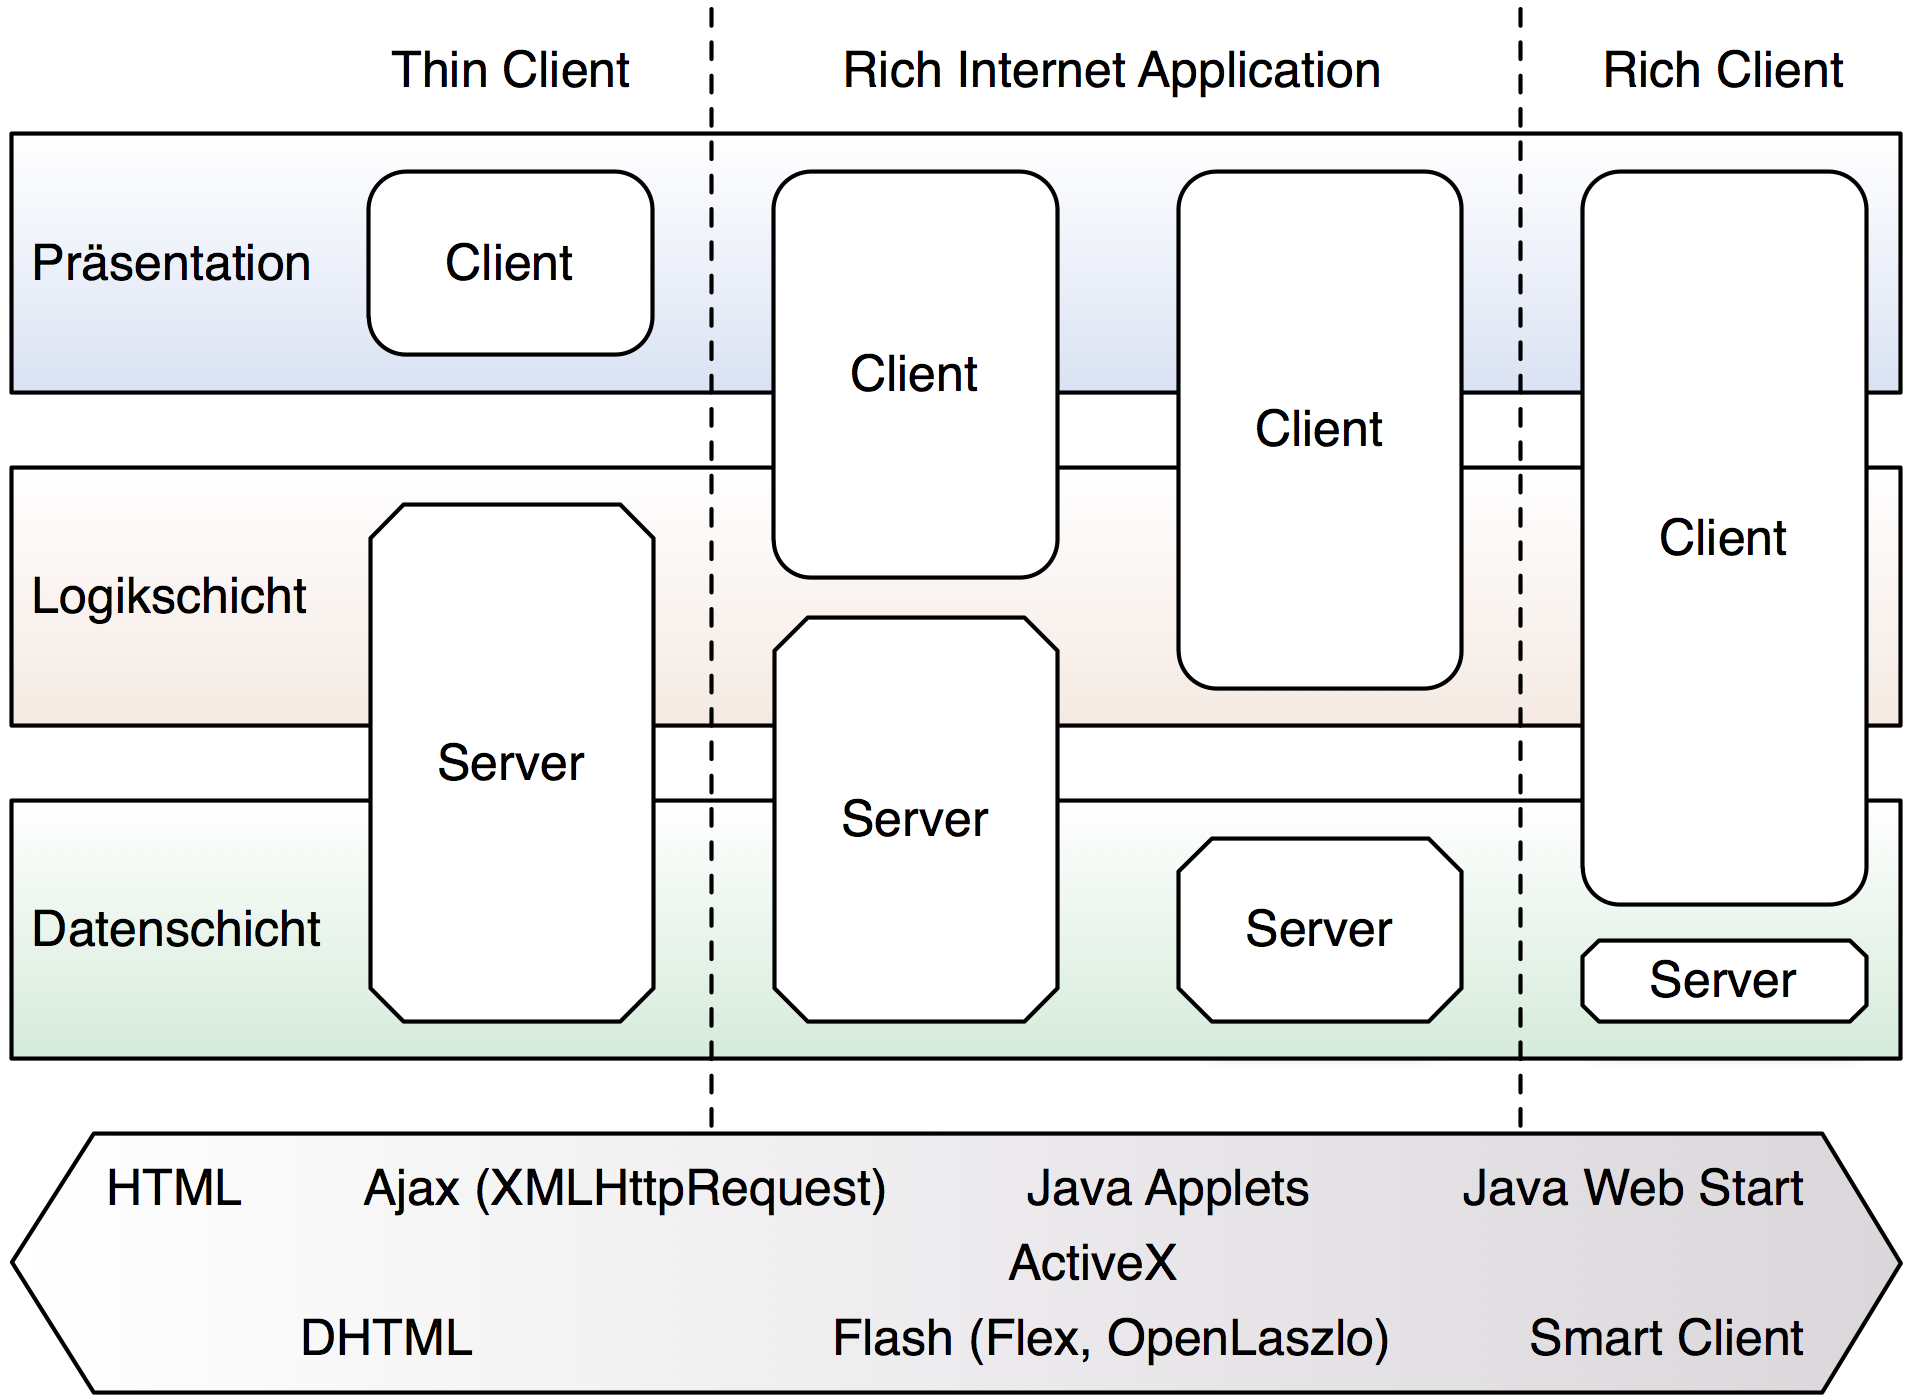 Thin Client
Rich Internet Application
Rich Client
Präsentation
Client
Client
Client
Client
Logikschicht
Server
Server
Datenschicht
Server
Server
HTML
Ajax (XMLHttpRequest)
Java Applets
Java Web Start
ActiveX
DHTML
Flash (Flex, OpenLaszlo)
Smart Client